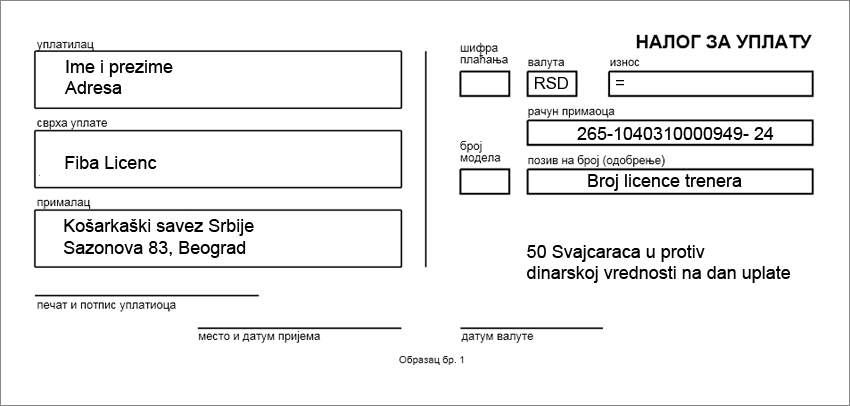 НАЛОГ ЗА УПЛАТУ
уплатилац
Ime i prezime
Adresa
сврха уплате
Fiba Licenc
прималац
Košarkaški savez Srbije
Sazonova 83, Beograd
печат и потпис уплатиоца
место и датум пријема
шифра
плаћања
валута
RSD
износ
=
рачун примаоца
265-1040310000949- 24
број
модела
позив на број (одобрење)
Broj licence trenera
50 Svajcaraca u protiv
dinarskoj vrednosti na dan uplate
датум валуте
Образац бр. 1